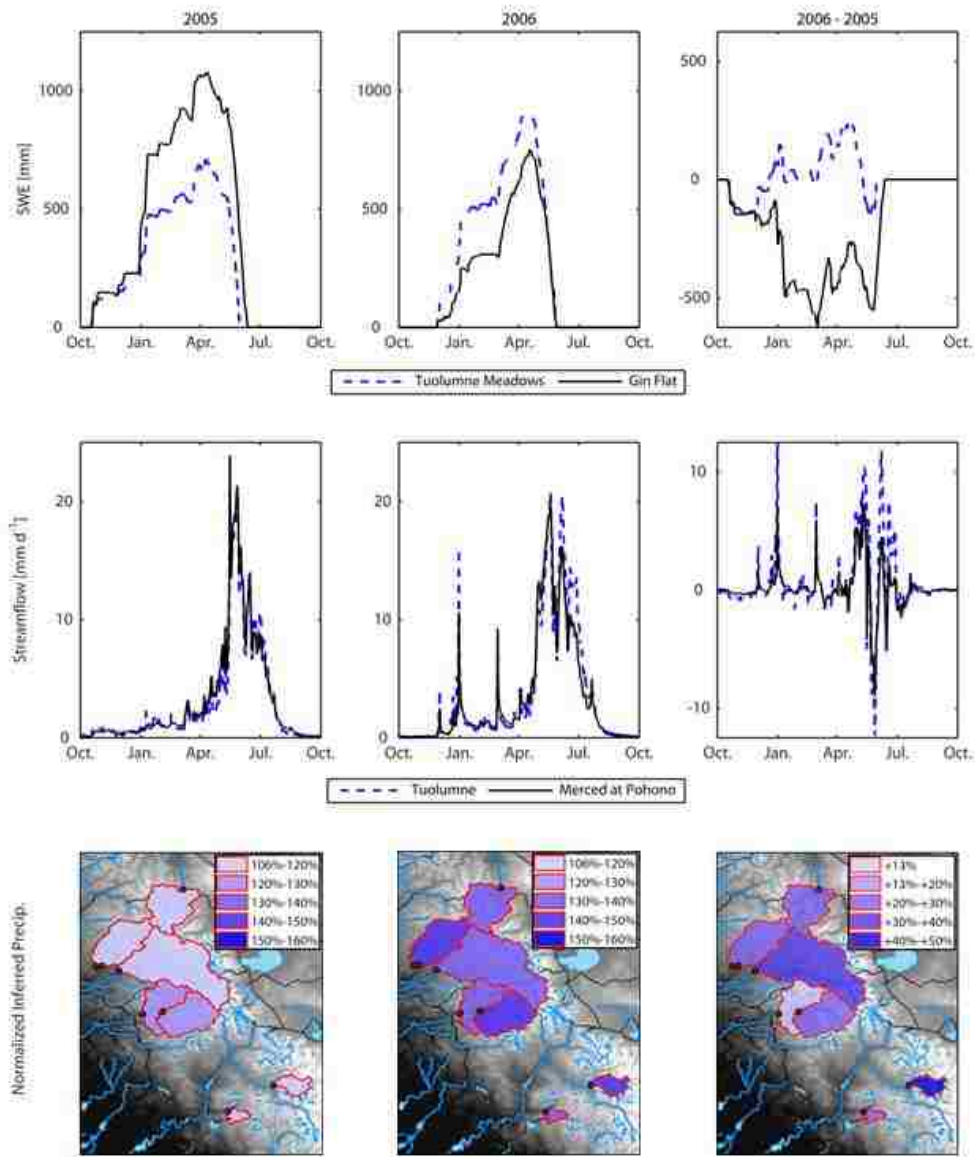 2005
2006
2006 - 2005
SWE [mm]
1000
500
0
Oct. Jan. Apr. Jul. Oct.
1000
500
0
Oct. Jan. Apr. Jul. Oct.
500
0
-500
Oct. Jan. Apr. Jul. Oct.
Tuolumne Meadows Gin Flat
Streamflow [mm d⁻¹]
20
10
0
Oct. Jan. Apr. Jul. Oct.
20
10
0
Oct. Jan. Apr. Jul. Oct.
10
0
-10
Oct. Jan. Apr. Jul. Oct.
Tuolumne Merced at Pohono
Normalized Inferred Precip.
106%-120%
120%-130%
130%-140%
140%-150%
150%-160%
106%-120%
120%-130%
130%-140%
140%-150%
150%-160%
+13%
+13%-+20%
+20%-+30%
+30%-+40%
+40%-+50%